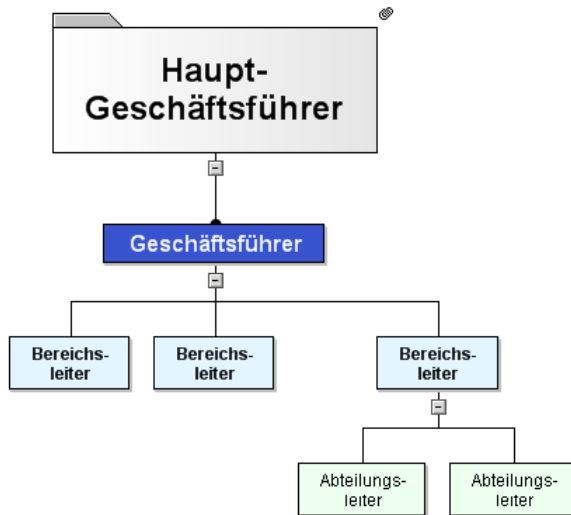 Haupt-
Geschäftsführer
Geschäftsführer
Bereichs-
leiter
Bereichs-
leiter
Bereichs-
leiter
Abteilungs-
leiter
Abteilungs-
leiter